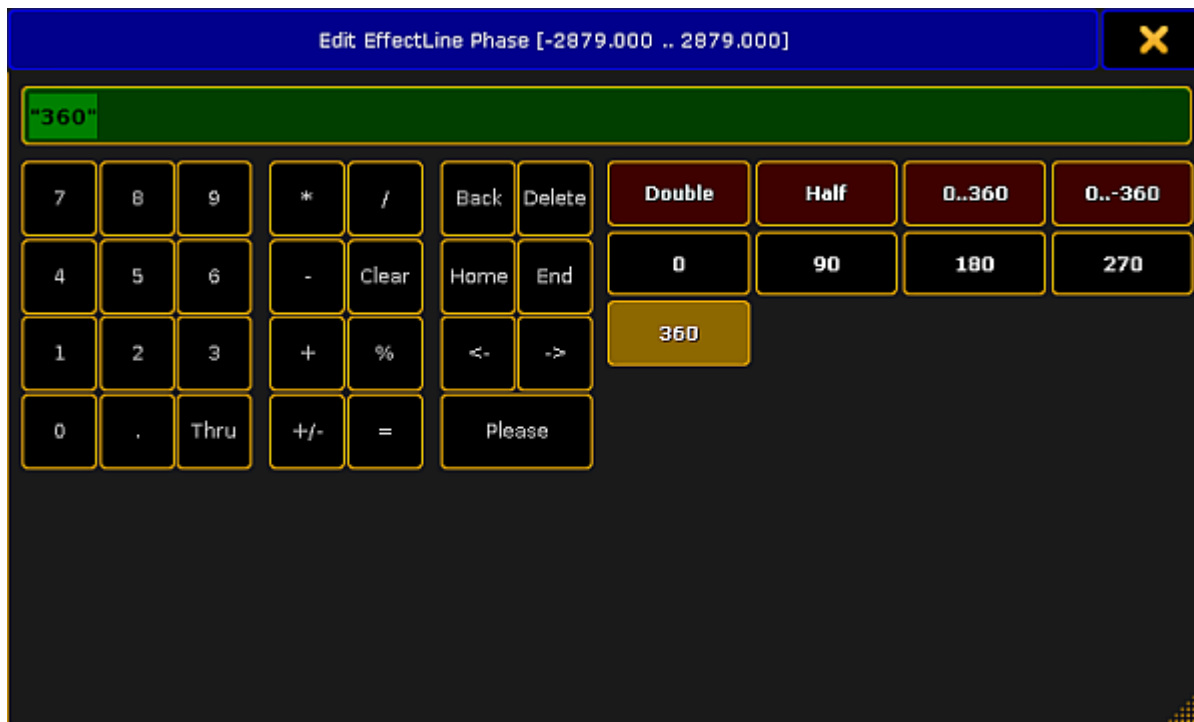 Edit EffectLine Phase [-2879.000 .. 2879.000]
"360"
7 8 9 * / Back Delete Double Half 0..360 0..-360
4 5 6 - Clear Home End 0 90 180 270
1 2 3 + % <- -> 360
0 . Thru +/- = Please